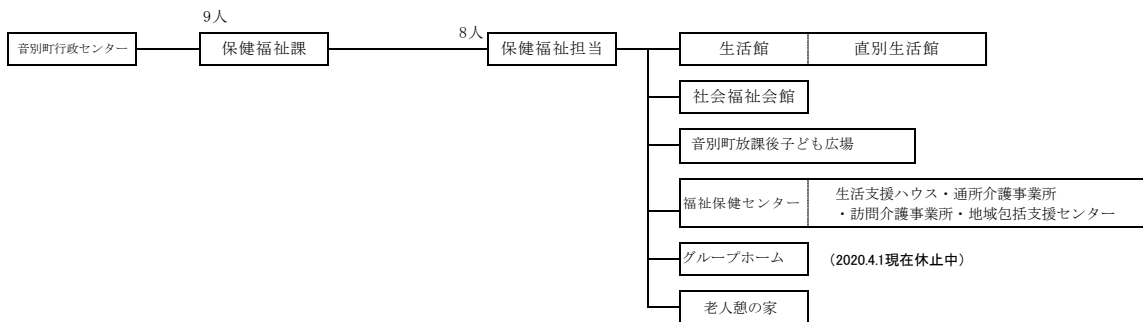 9人
8人
音別町行政センター
保健福祉課
保健福祉担当
生活館
直別生活館
社会福祉会館
音別町放課後子ども広場
福祉保健センター
生活支援ハウス・通所介護事業所
・訪問介護事業所・地域包括支援センター
グループホーム
（2020.4.1現在休止中）
老人憩の家